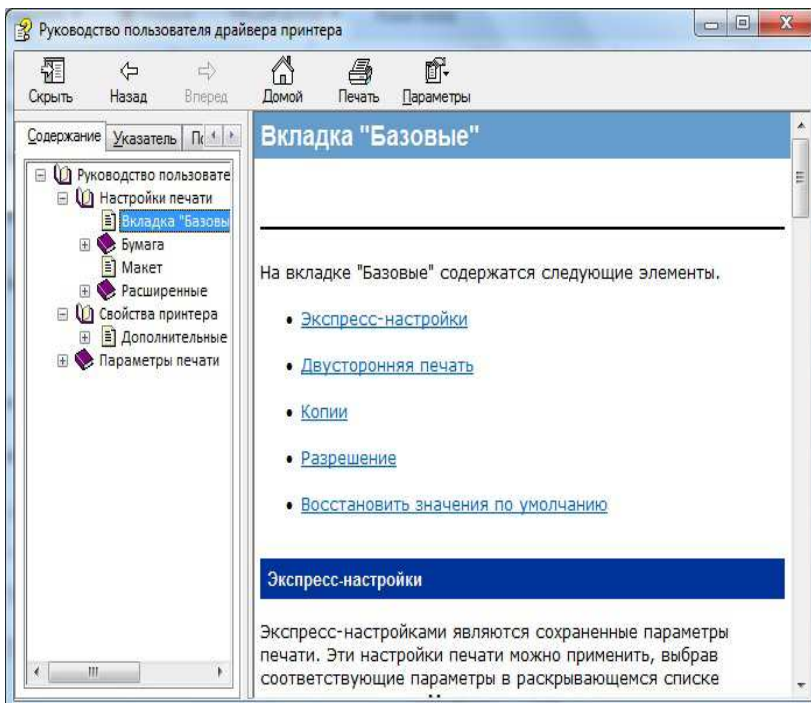 Руководство пользователя драйвера принтера
Скрыть Назад Вперед Домой Печать Параметры
Содержание Указатель
Руководство пользовате
Настройки печати
Вкладка "Базовы
Бумага
Макет
Расширенные
Свойства принтера
Дополнительные
Параметры печати
Вкладка "Базовые"
На вкладке "Базовые" содержатся следующие элементы.
• Экспресс-настройки
• Двусторонняя печать
• Копии
• Разрешение
• Восстановить значения по умолчанию
Экспресс-настройки
Экспресс-настройками являются сохраненные параметры
печати. Эти настройки печати можно применить, выбрав
соответствующие параметры в раскрывающемся списке